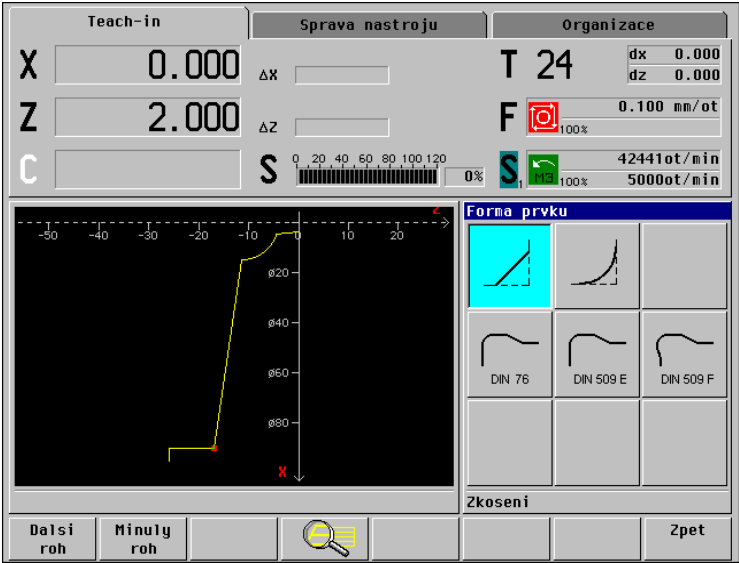 Teach-in
Sprava nastroju
Organizace
X 0.000 ΔX
T 24 dx 0.000
dz 0.000
Z 2.000 ΔZ
F 100% 0.100 mm/ot
C
S 0 20 40 60 80 100 120 0%
S1 M3 100% 42441ot/min
5000ot/min
Z
-50 -40 -30 -20 -10 0 10 20
ø20
ø40
ø60
ø80
X
Forma prvku
DIN 76 DIN 509 E DIN 509 F
Zkoseni
Dalsi roh
Minuly roh
Zpet